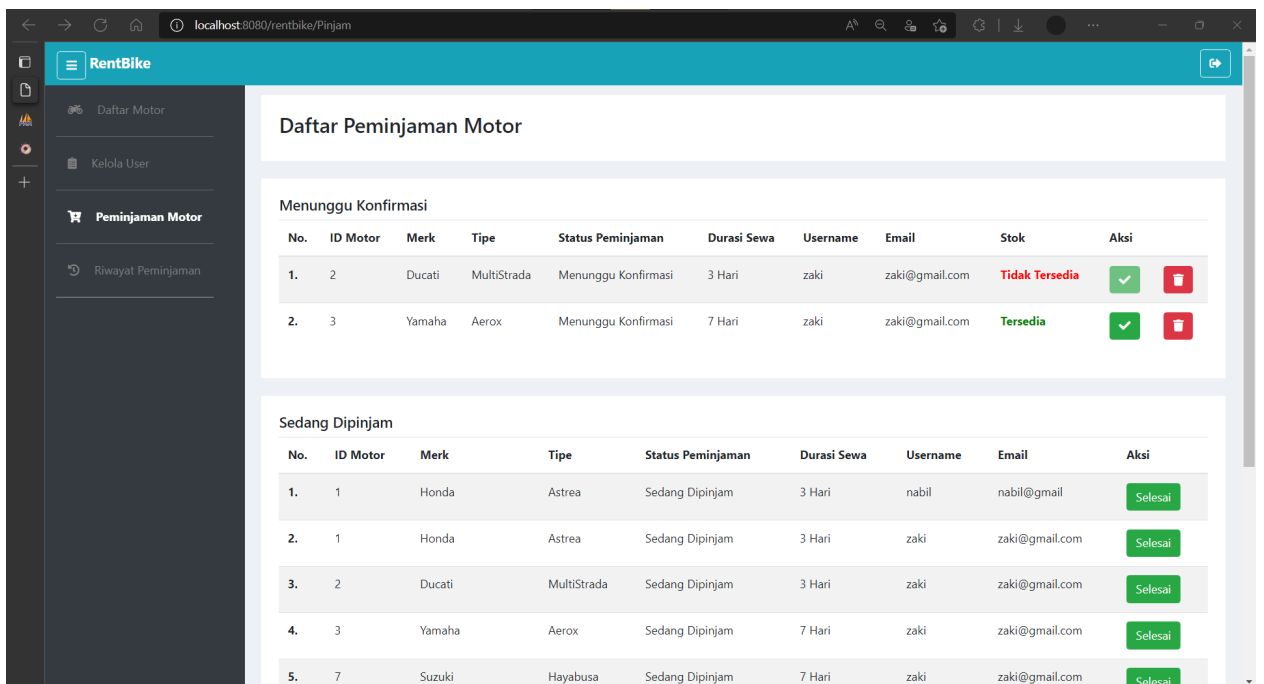 localhost:8080/rentbike/Pinjam
RentBike
Daftar Motor
Kelola User
Peminjaman Motor
Riwayat Peminjaman
Daftar Peminjaman Motor
Menunggu Konfirmasi
No. ID Motor Merk Tipe Status Peminjaman Durasi Sewa Username Email Stok Aksi
1. 2 Ducati MultiStrada Menunggu Konfirmasi 3 Hari zaki zaki@gmail.com Tidak Tersedia
2. 3 Yamaha Aerox Menunggu Konfirmasi 7 Hari zaki zaki@gmail.com Tersedia
Sedang Dipinjam
No. ID Motor Merk Tipe Status Peminjaman Durasi Sewa Username Email Aksi
1. 1 Honda Astrea Sedang Dipinjam 3 Hari nabil nabil@gmail Selesai
2. 1 Honda Astrea Sedang Dipinjam 3 Hari zaki zaki@gmail.com Selesai
3. 2 Ducati MultiStrada Sedang Dipinjam 3 Hari zaki zaki@gmail.com Selesai
4. 3 Yamaha Aerox Sedang Dipinjam 7 Hari zaki zaki@gmail.com Selesai
5. 7 Suzuki Hayabusa Sedang Dipinjam 7 Hari zaki zaki@gmail.com Selesai